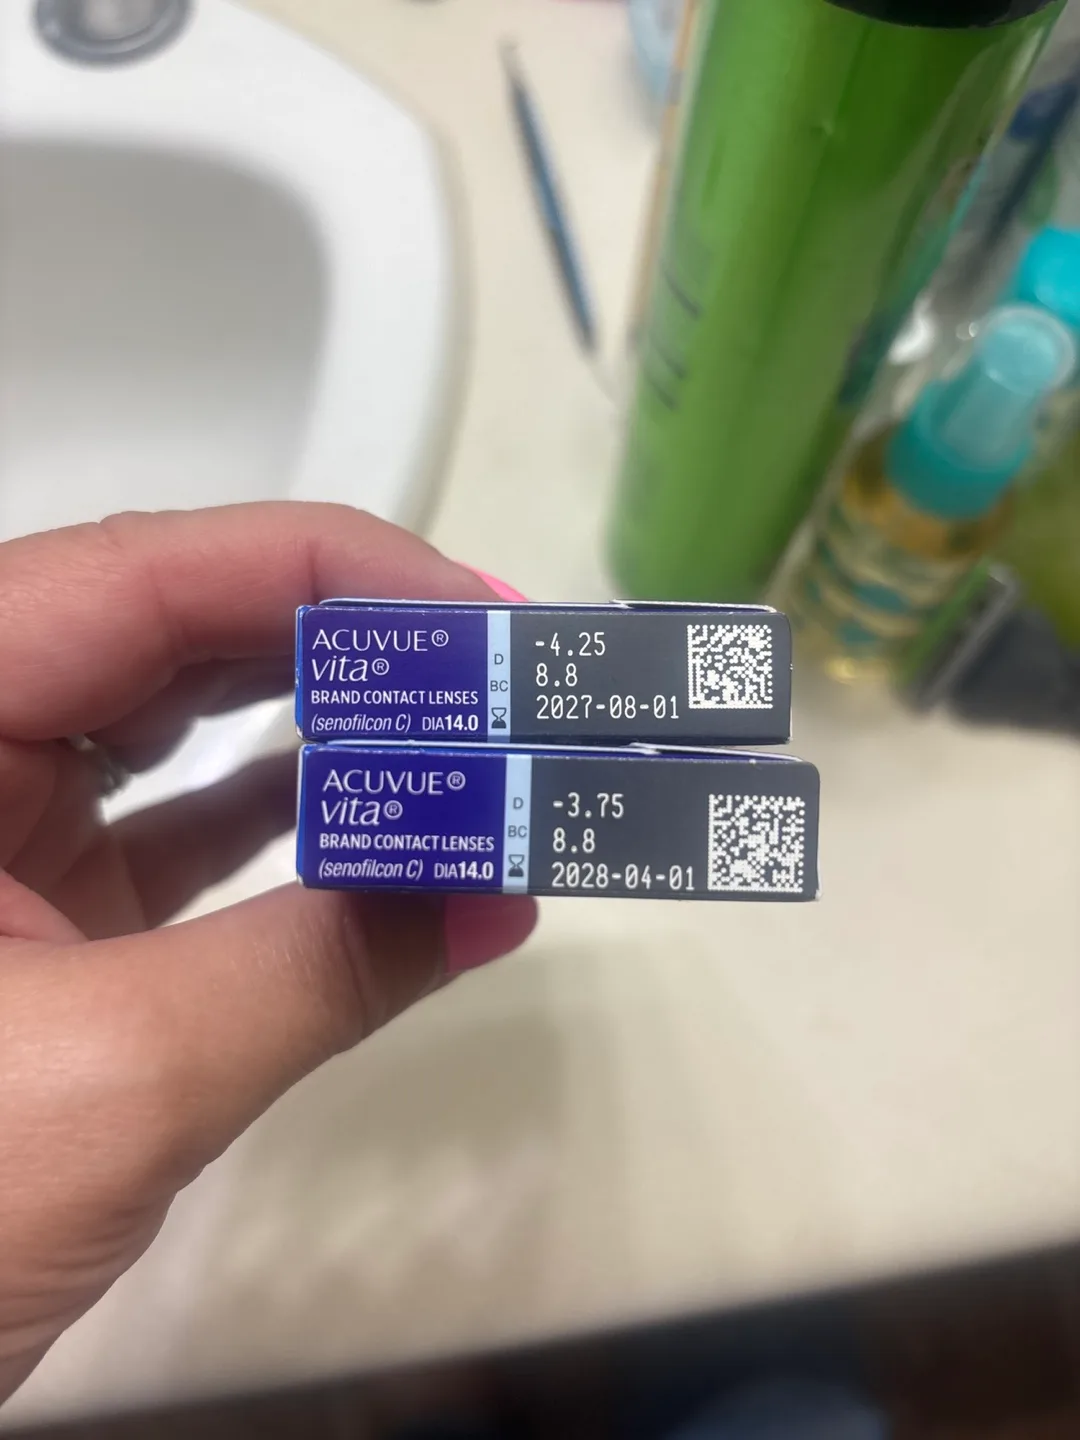 ACUVUE®
vita®
BRAND CONTACT LENSES
(senofilcon C) DIA14.0
D -4.25
BC 8.8
2027-08-01
ACUVUE®
vita®
BRAND CONTACT LENSES
(senofilcon C) DIA14.0
D -3.75
BC 8.8
2028-04-01